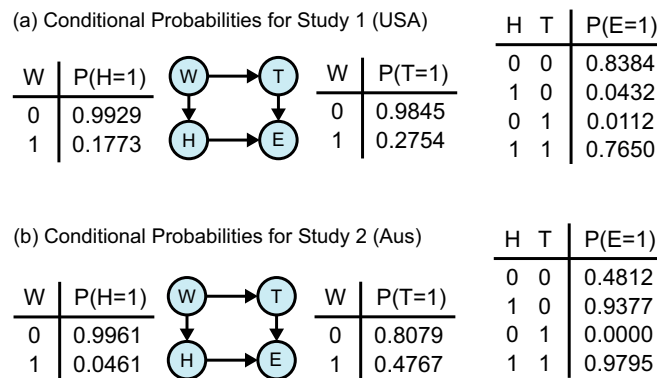 (a) Conditional Probabilities for Study 1 (USA)
W P(H=1)
0 0.9929
1 0.1773
W T
H E
W P(T=1)
0 0.9845
1 0.2754
H T P(E=1)
0 0 0.8384
1 0 0.0432
0 1 0.0112
1 1 0.7650
(b) Conditional Probabilities for Study 2 (Aus)
W P(H=1)
0 0.9961
1 0.0461
W T
H E
W P(T=1)
0 0.8079
1 0.4767
H T P(E=1)
0 0 0.4812
1 0 0.9377
0 1 0.0000
1 1 0.9795